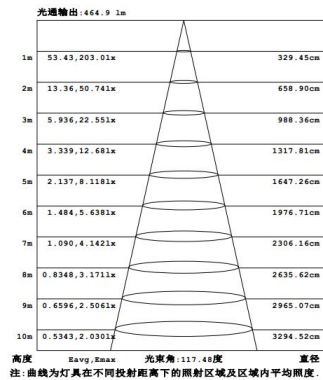 光通输出:464.9 lm
1m 53.43,203.0lx 329.45cm
2m 13.36,50.74lx 658.90cm
3m 5.936,22.55lx 988.36cm
4m 3.339,12.68lx 1317.81cm
5m 2.137,8.118lx 1647.26cm
6m 1.484,5.638lx 1976.71cm
7m 1.090,4.142lx 2306.16cm
8m 0.8348,3.171lx 2635.62cm
9m 0.6596,2.506lx 2965.07cm
10m 0.5343,2.030lx 3294.52cm
高度 Eavg,Emax 光束角:117.48度 直径
注:曲线为灯具在不同投射距离下的照射区域及区域内平均照度.